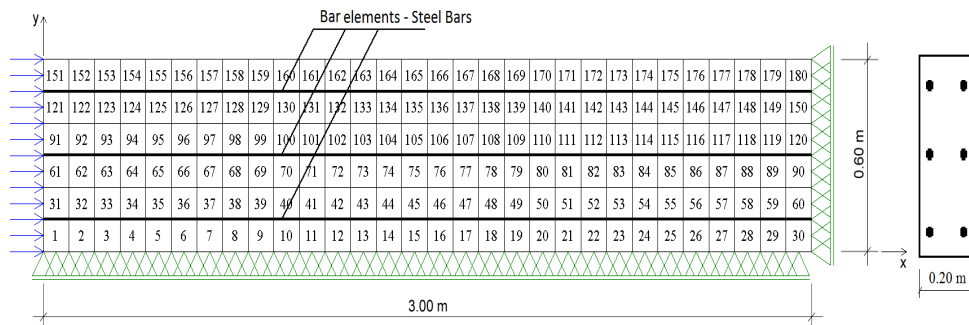 Bar elements - Steel Bars
y
151 152 153 154 155 156 157 158 159 160 161 162 163 164 165 166 167 168 169 170 171 172 173 174 175 176 177 178 179 180
121 122 123 124 125 126 127 128 129 130 131 132 133 134 135 136 137 138 139 140 141 142 143 144 145 146 147 148 149 150
91 92 93 94 95 96 97 98 99 100 101 102 103 104 105 106 107 108 109 110 111 112 113 114 115 116 117 118 119 120
61 62 63 64 65 66 67 68 69 70 71 72 73 74 75 76 77 78 79 80 81 82 83 84 85 86 87 88 89 90
31 32 33 34 35 36 37 38 39 40 41 42 43 44 45 46 47 48 49 50 51 52 53 54 55 56 57 58 59 60
1 2 3 4 5 6 7 8 9 10 11 12 13 14 15 16 17 18 19 20 21 22 23 24 25 26 27 28 29 30
0.60 m
x
0.20 m
3.00 m